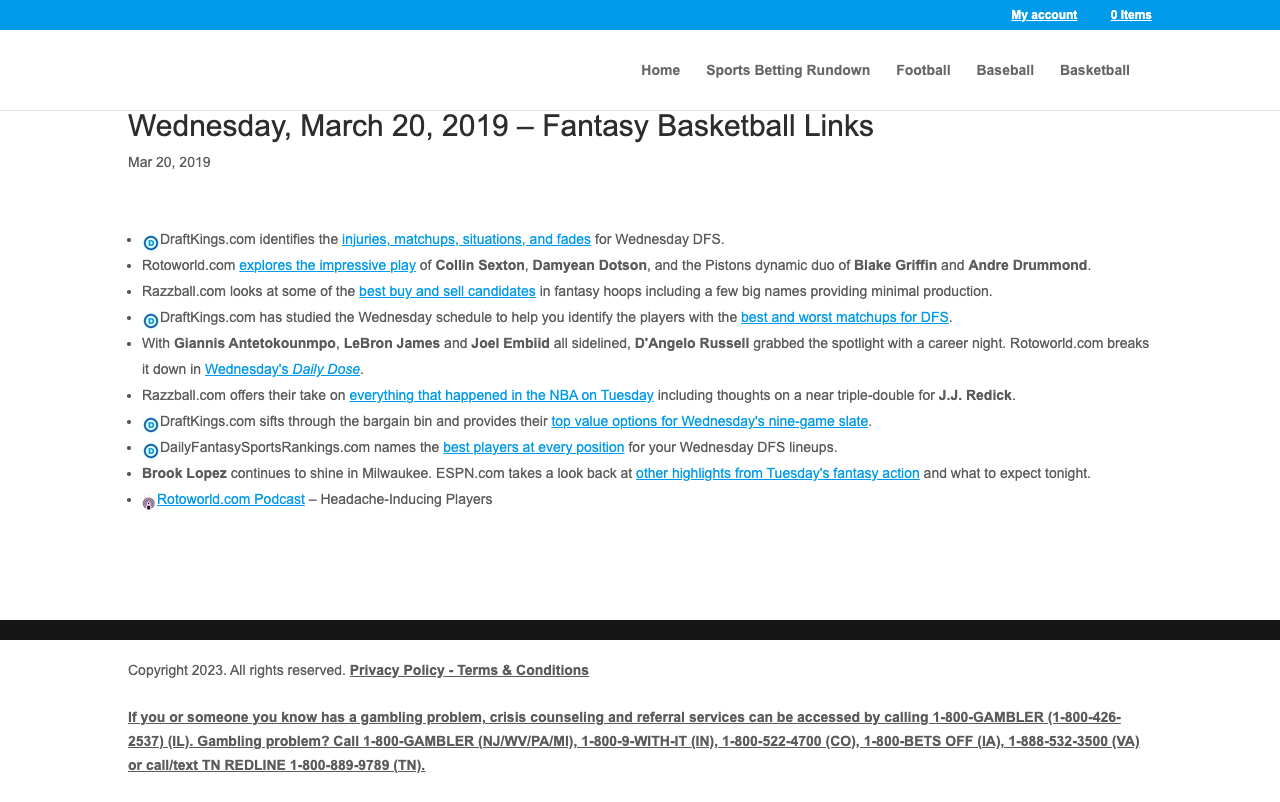 My account 0 Items
Home Sports Betting Rundown Football Baseball Basketball
Wednesday, March 20, 2019 – Fantasy Basketball Links
Mar 20, 2019
DraftKings.com identifies the injuries, matchups, situations, and fades for Wednesday DFS.
Rotoworld.com explores the impressive play of Collin Sexton, Damyean Dotson, and the Pistons dynamic duo of Blake Griffin and Andre Drummond.
Razzball.com looks at some of the best buy and sell candidates in fantasy hoops including a few big names providing minimal production.
DraftKings.com has studied the Wednesday schedule to help you identify the players with the best and worst matchups for DFS.
With Giannis Antetokounmpo, LeBron James and Joel Embiid all sidelined, D'Angelo Russell grabbed the spotlight with a career night. Rotoworld.com breaks
it down in Wednesday's Daily Dose.
Razzball.com offers their take on everything that happened in the NBA on Tuesday including thoughts on a near triple-double for J.J. Redick.
DraftKings.com sifts through the bargain bin and provides their top value options for Wednesday's nine-game slate.
DailyFantasySportsRankings.com names the best players at every position for your Wednesday DFS lineups.
Brook Lopez continues to shine in Milwaukee. ESPN.com takes a look back at other highlights from Tuesday's fantasy action and what to expect tonight.
Rotoworld.com Podcast – Headache-Inducing Players
Copyright 2023. All rights reserved. Privacy Policy - Terms & Conditions
If you or someone you know has a gambling problem, crisis counseling and referral services can be accessed by calling 1-800-GAMBLER (1-800-426-
2537) (IL). Gambling problem? Call 1-800-GAMBLER (NJ/WV/PA/MI), 1-800-9-WITH-IT (IN), 1-800-522-4700 (CO), 1-800-BETS OFF (IA), 1-888-532-3500 (VA)
or call/text TN REDLINE 1-800-889-9789 (TN).